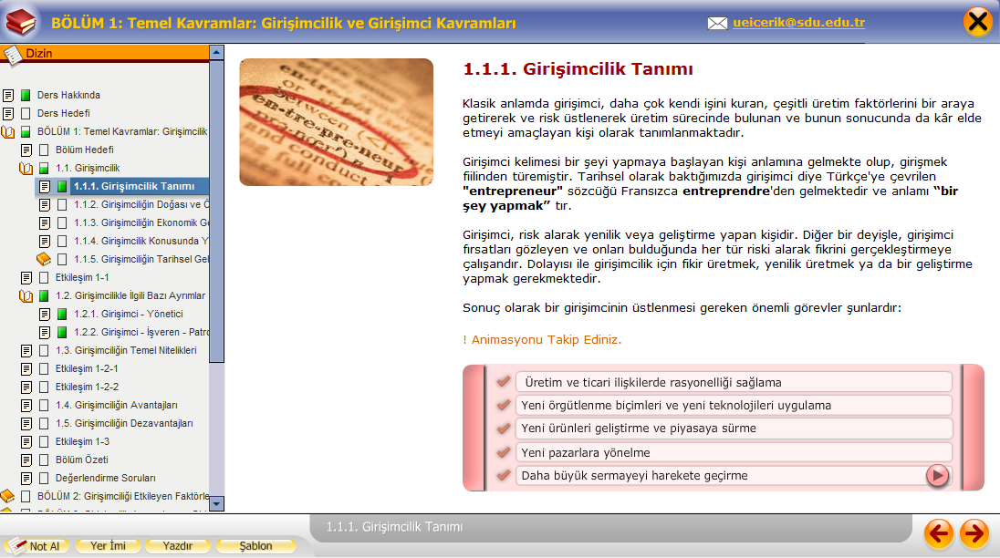 BÖLÜM 1: Temel Kavramlar: Girişimcilik ve Girişimci Kavramları
ueicerik@sdu.edu.tr
Dizin
Ders Hakkında
Ders Hedefi
BÖLÜM 1: Temel Kavramlar: Girişimcilik
Bölüm Hedefi
1.1. Girişimcilik
1.1.1. Girişimcilik Tanımı
1.1.2. Girişimciliğin Doğası ve Ö
1.1.3. Girişimciliğin Ekonomik Ge
1.1.4. Girişimcilik Konusunda Y
1.1.5. Girişimciliğin Tarihsel Gel
Etkileşim 1-1
1.2. Girişimcilikle İlgili Bazı Ayrımlar
1.2.1. Girişimci - Yönetici
1.2.2. Girişimci - İşveren - Patro
1.3. Girişimciliğin Temel Nitelikleri
Etkileşim 1-2-1
Etkileşim 1-2-2
1.4. Girişimciliğin Avantajları
1.5. Girişimciliğin Dezavantajları
Etkileşim 1-3
Bölüm Özeti
Değerlendirme Soruları
BÖLÜM 2: Girişimciliği Etkileyen Faktörle
en-tre-pre-neur
and conduct
1.1.1. Girişimcilik Tanımı
Klasik anlamda girişimci, daha çok kendi işini kuran, çeşitli üretim faktörlerini bir araya
getirerek ve risk üstlenerek üretim sürecinde bulunan ve bunun sonucunda da kâr elde
etmeyi amaçlayan kişi olarak tanımlanmaktadır.
Girişimci kelimesi bir şeyi yapmaya başlayan kişi anlamına gelmekte olup, girişmek
fiilinden türemiştir. Tarihsel olarak baktığımızda girişimci diye Türkçe'ye çevrilen
"entrepreneur" sözcüğü Fransızca entreprendre'den gelmektedir ve anlamı “bir
şey yapmak” tır.
Girişimci, risk alarak yenilik veya geliştirme yapan kişidir. Diğer bir deyişle, girişimci
fırsatları gözleyen ve onları bulduğunda her tür riski alarak fikrini gerçekleştirmeye
çalışandır. Dolayısı ile girişimcilik için fikir üretmek, yenilik üretmek ya da bir geliştirme
yapmak gerekmektedir.
Sonuç olarak bir girişimcinin üstlenmesi gereken önemli görevler şunlardır:
! Animasyonu Takip Ediniz.
Üretim ve ticari ilişkilerde rasyonelliği sağlama
Yeni örgütlenme biçimleri ve yeni teknolojileri uygulama
Yeni ürünleri geliştirme ve piyasaya sürme
Yeni pazarlara yönelme
Daha büyük sermayeyi harekete geçirme
1.1.1. Girişimcilik Tanımı
Not Al
Yer İmi
Yazdır
Şablon